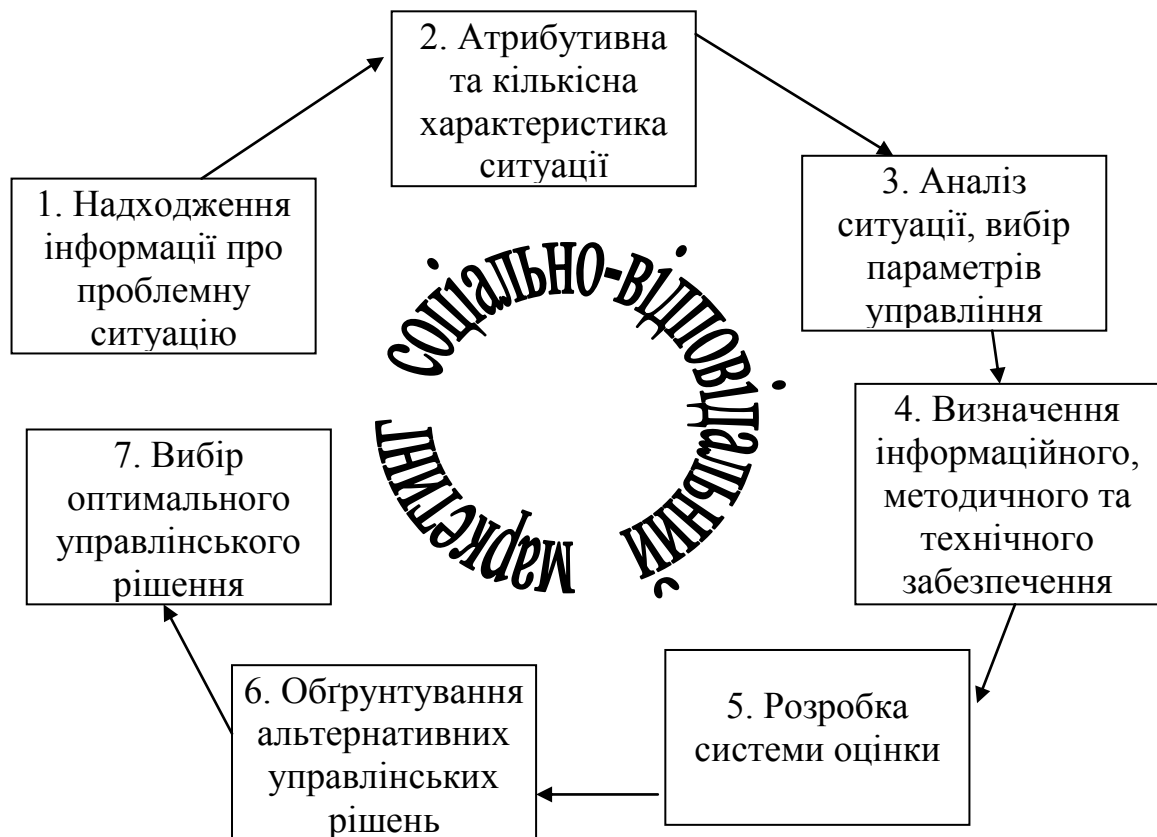 2. Атрибутивна
та кількісна
характеристика
ситуації
1. Надходження
інформації про
проблемну
ситуацію
3. Аналіз
ситуації, вибір
параметрів
управління
соціально-відповідальний
маркетинг
4. Визначення
інформаційного,
методичного та
технічного
забезпечення
7. Вибір
оптимального
управлінського
рішення
6. Обґрунтування
альтернативних
управлінських
рішень
5. Розробка
системи оцінки